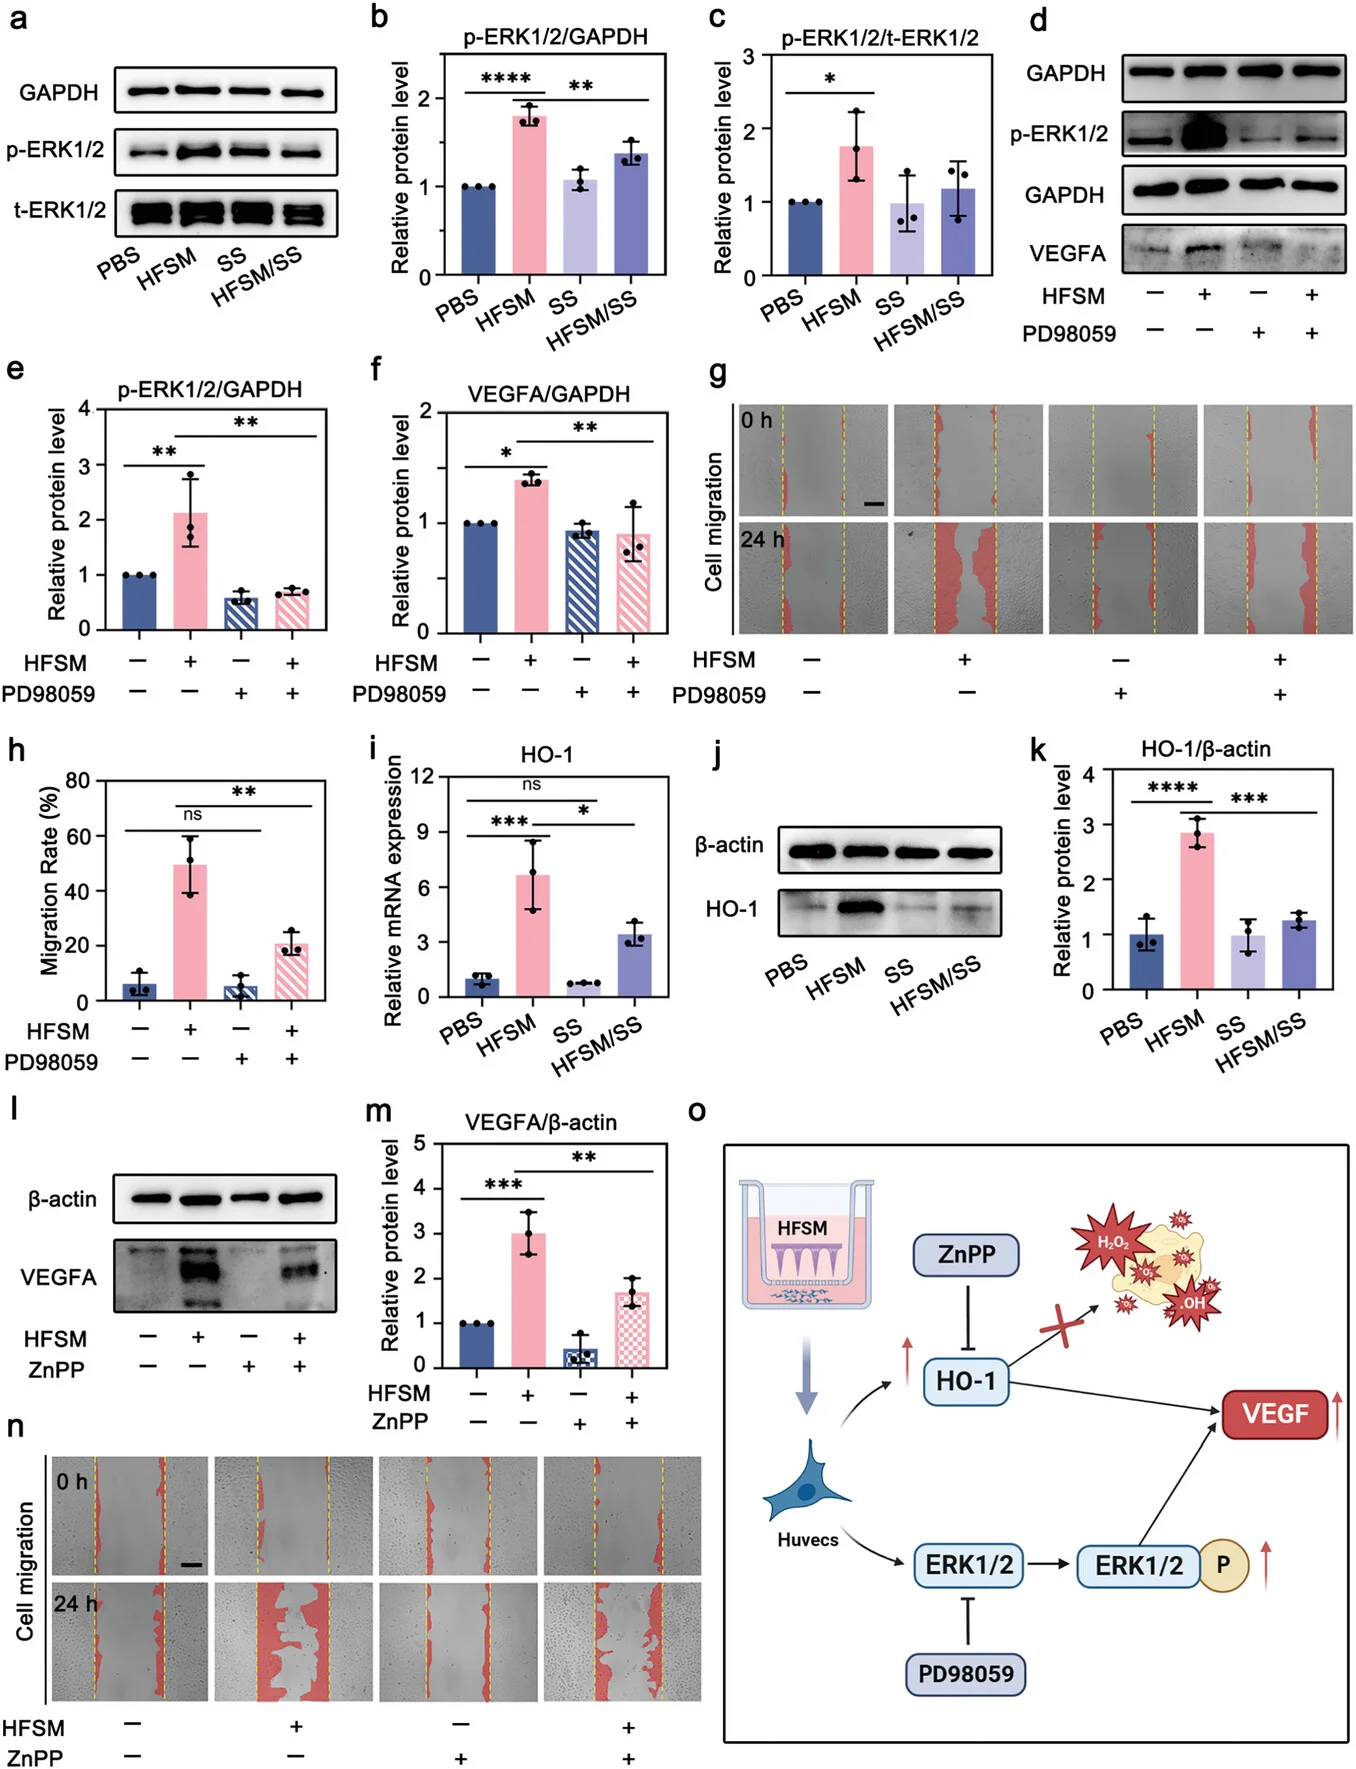 a
GAPDH
p-ERK1/2
t-ERK1/2
PBS
HFSM
SS
HFSM/SS
b
p-ERK1/2/GAPDH
Relative protein level
2
1
0
****
**
PBS
HFSM
SS
HFSM/SS
c
p-ERK1/2/t-ERK1/2
Relative protein level
3
2
1
0
*
PBS
HFSM
SS
HFSM/SS
d
GAPDH
p-ERK1/2
GAPDH
VEGFA
HFSM − + − +
PD98059 − − + +
e
p-ERK1/2/GAPDH
Relative protein level
4
3
2
1
0
**
**
HFSM − + − +
PD98059 − − + +
f
VEGFA/GAPDH
Relative protein level
2
1
0
*
**
HFSM − + − +
PD98059 − − + +
g
Cell migration
0 h
24 h
HFSM − + − +
PD98059 − − + +
h
Migration Rate (%)
80
60
40
20
0
**
ns
HFSM − + − +
PD98059 − − + +
i
HO-1
Relative mRNA expression
12
9
6
3
0
ns
***
*
PBS
HFSM
SS
HFSM/SS
j
β-actin
HO-1
PBS
HFSM
SS
HFSM/SS
k
HO-1/β-actin
Relative protein level
4
3
2
1
0
****
***
PBS
HFSM
SS
HFSM/SS
l
β-actin
VEGFA
HFSM − + − +
ZnPP − − + +
m
VEGFA/β-actin
Relative protein level
5
4
3
2
1
0
***
**
HFSM − + − +
ZnPP − − + +
n
Cell migration
0 h
24 h
HFSM − + − +
ZnPP − − + +
o
HFSM
ZnPP
H₂O₂
.OH
HO-1
VEGF
Huvecs
ERK1/2
ERK1/2
P
PD98059